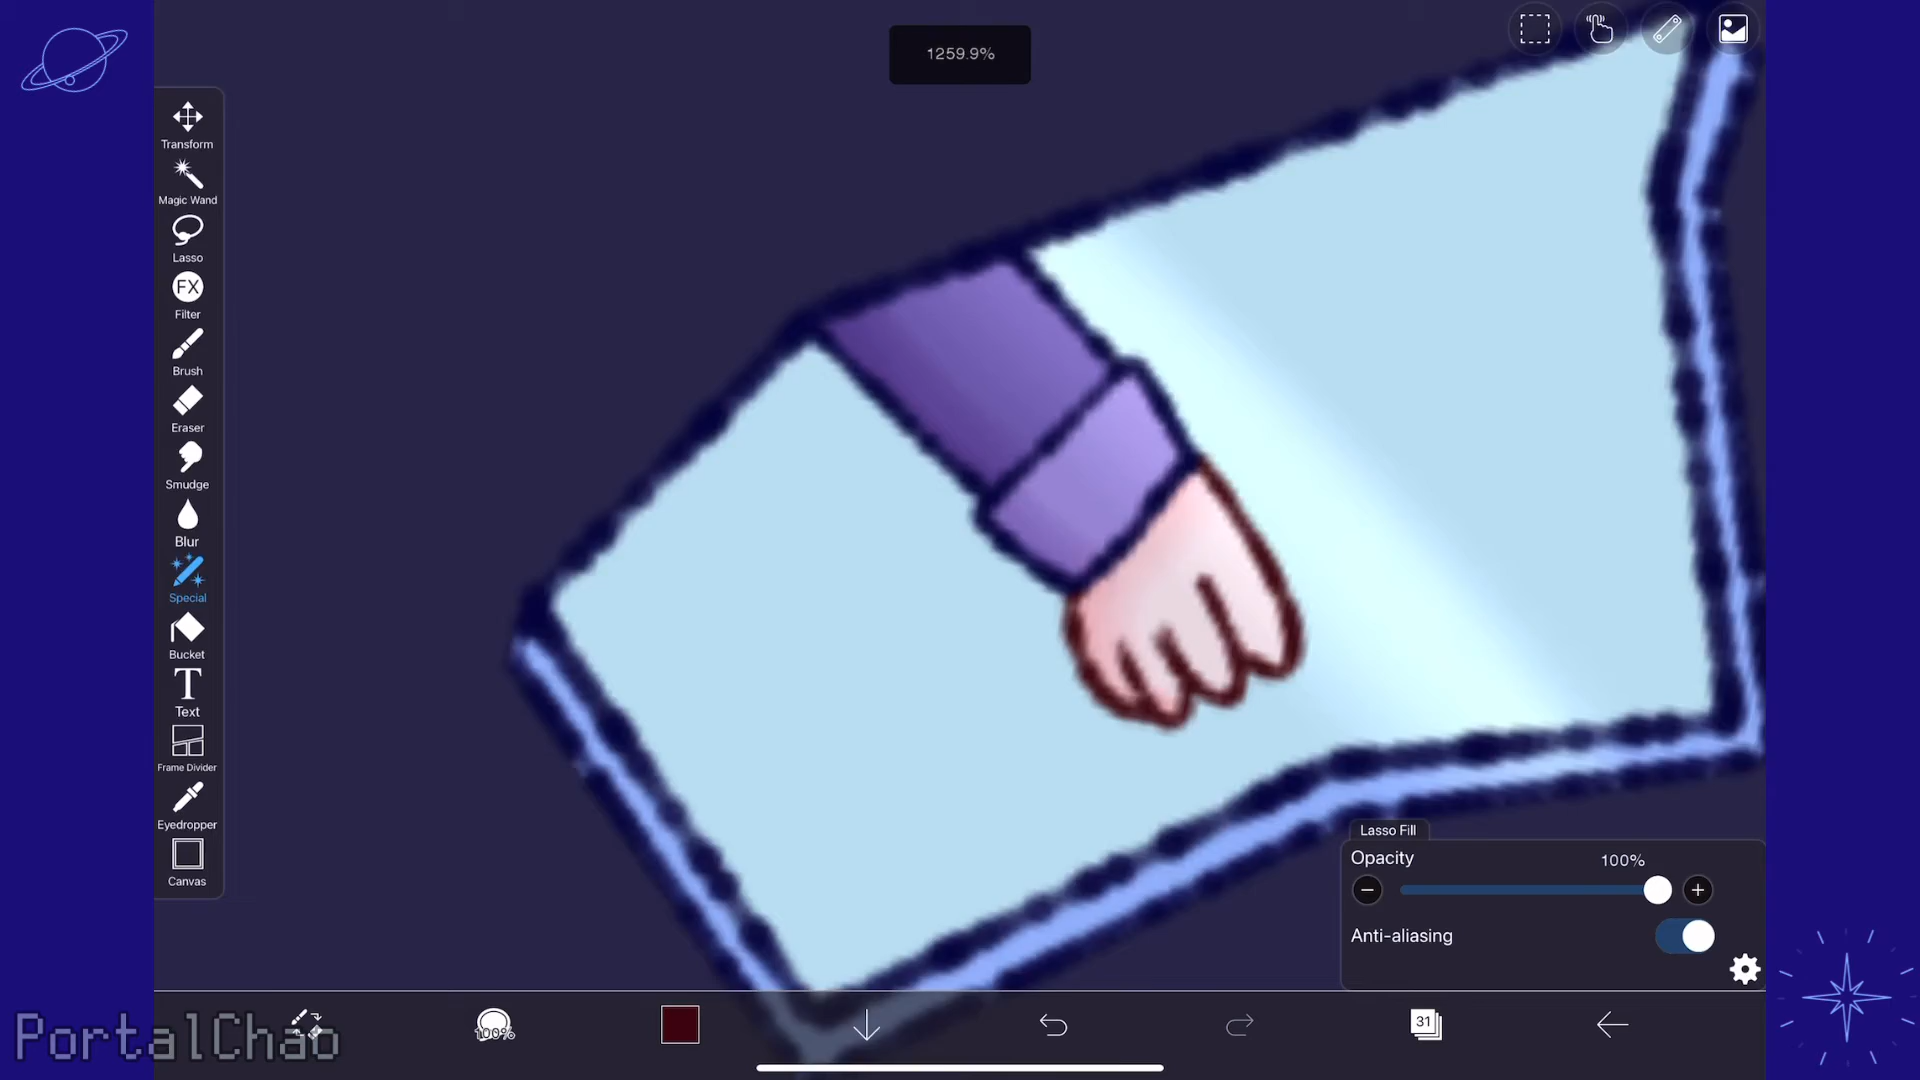 1259.9%
Transform
Magic Wand
Lasso
FX
Filter
Brush
Eraser
Smudge
Blur
Special
Bucket
T
Text
Frame Divider
Eyedropper
Canvas
Lasso Fill
Opacity
100%
Anti-aliasing
100%
31
PortalChao